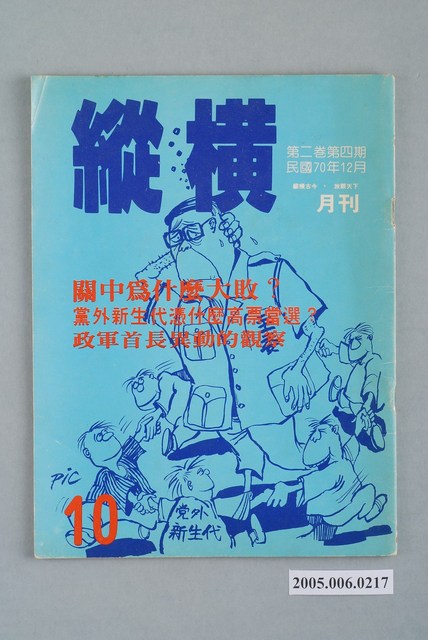 縱橫
第二卷第四期
民國70年12月
縱橫古今‧放眼天下
月刊
關中爲什麼大敗？
黨外新生代憑什麼高票當選？
政軍首長異動的觀察
PiC
10
党外
新生代
2005.006.0217